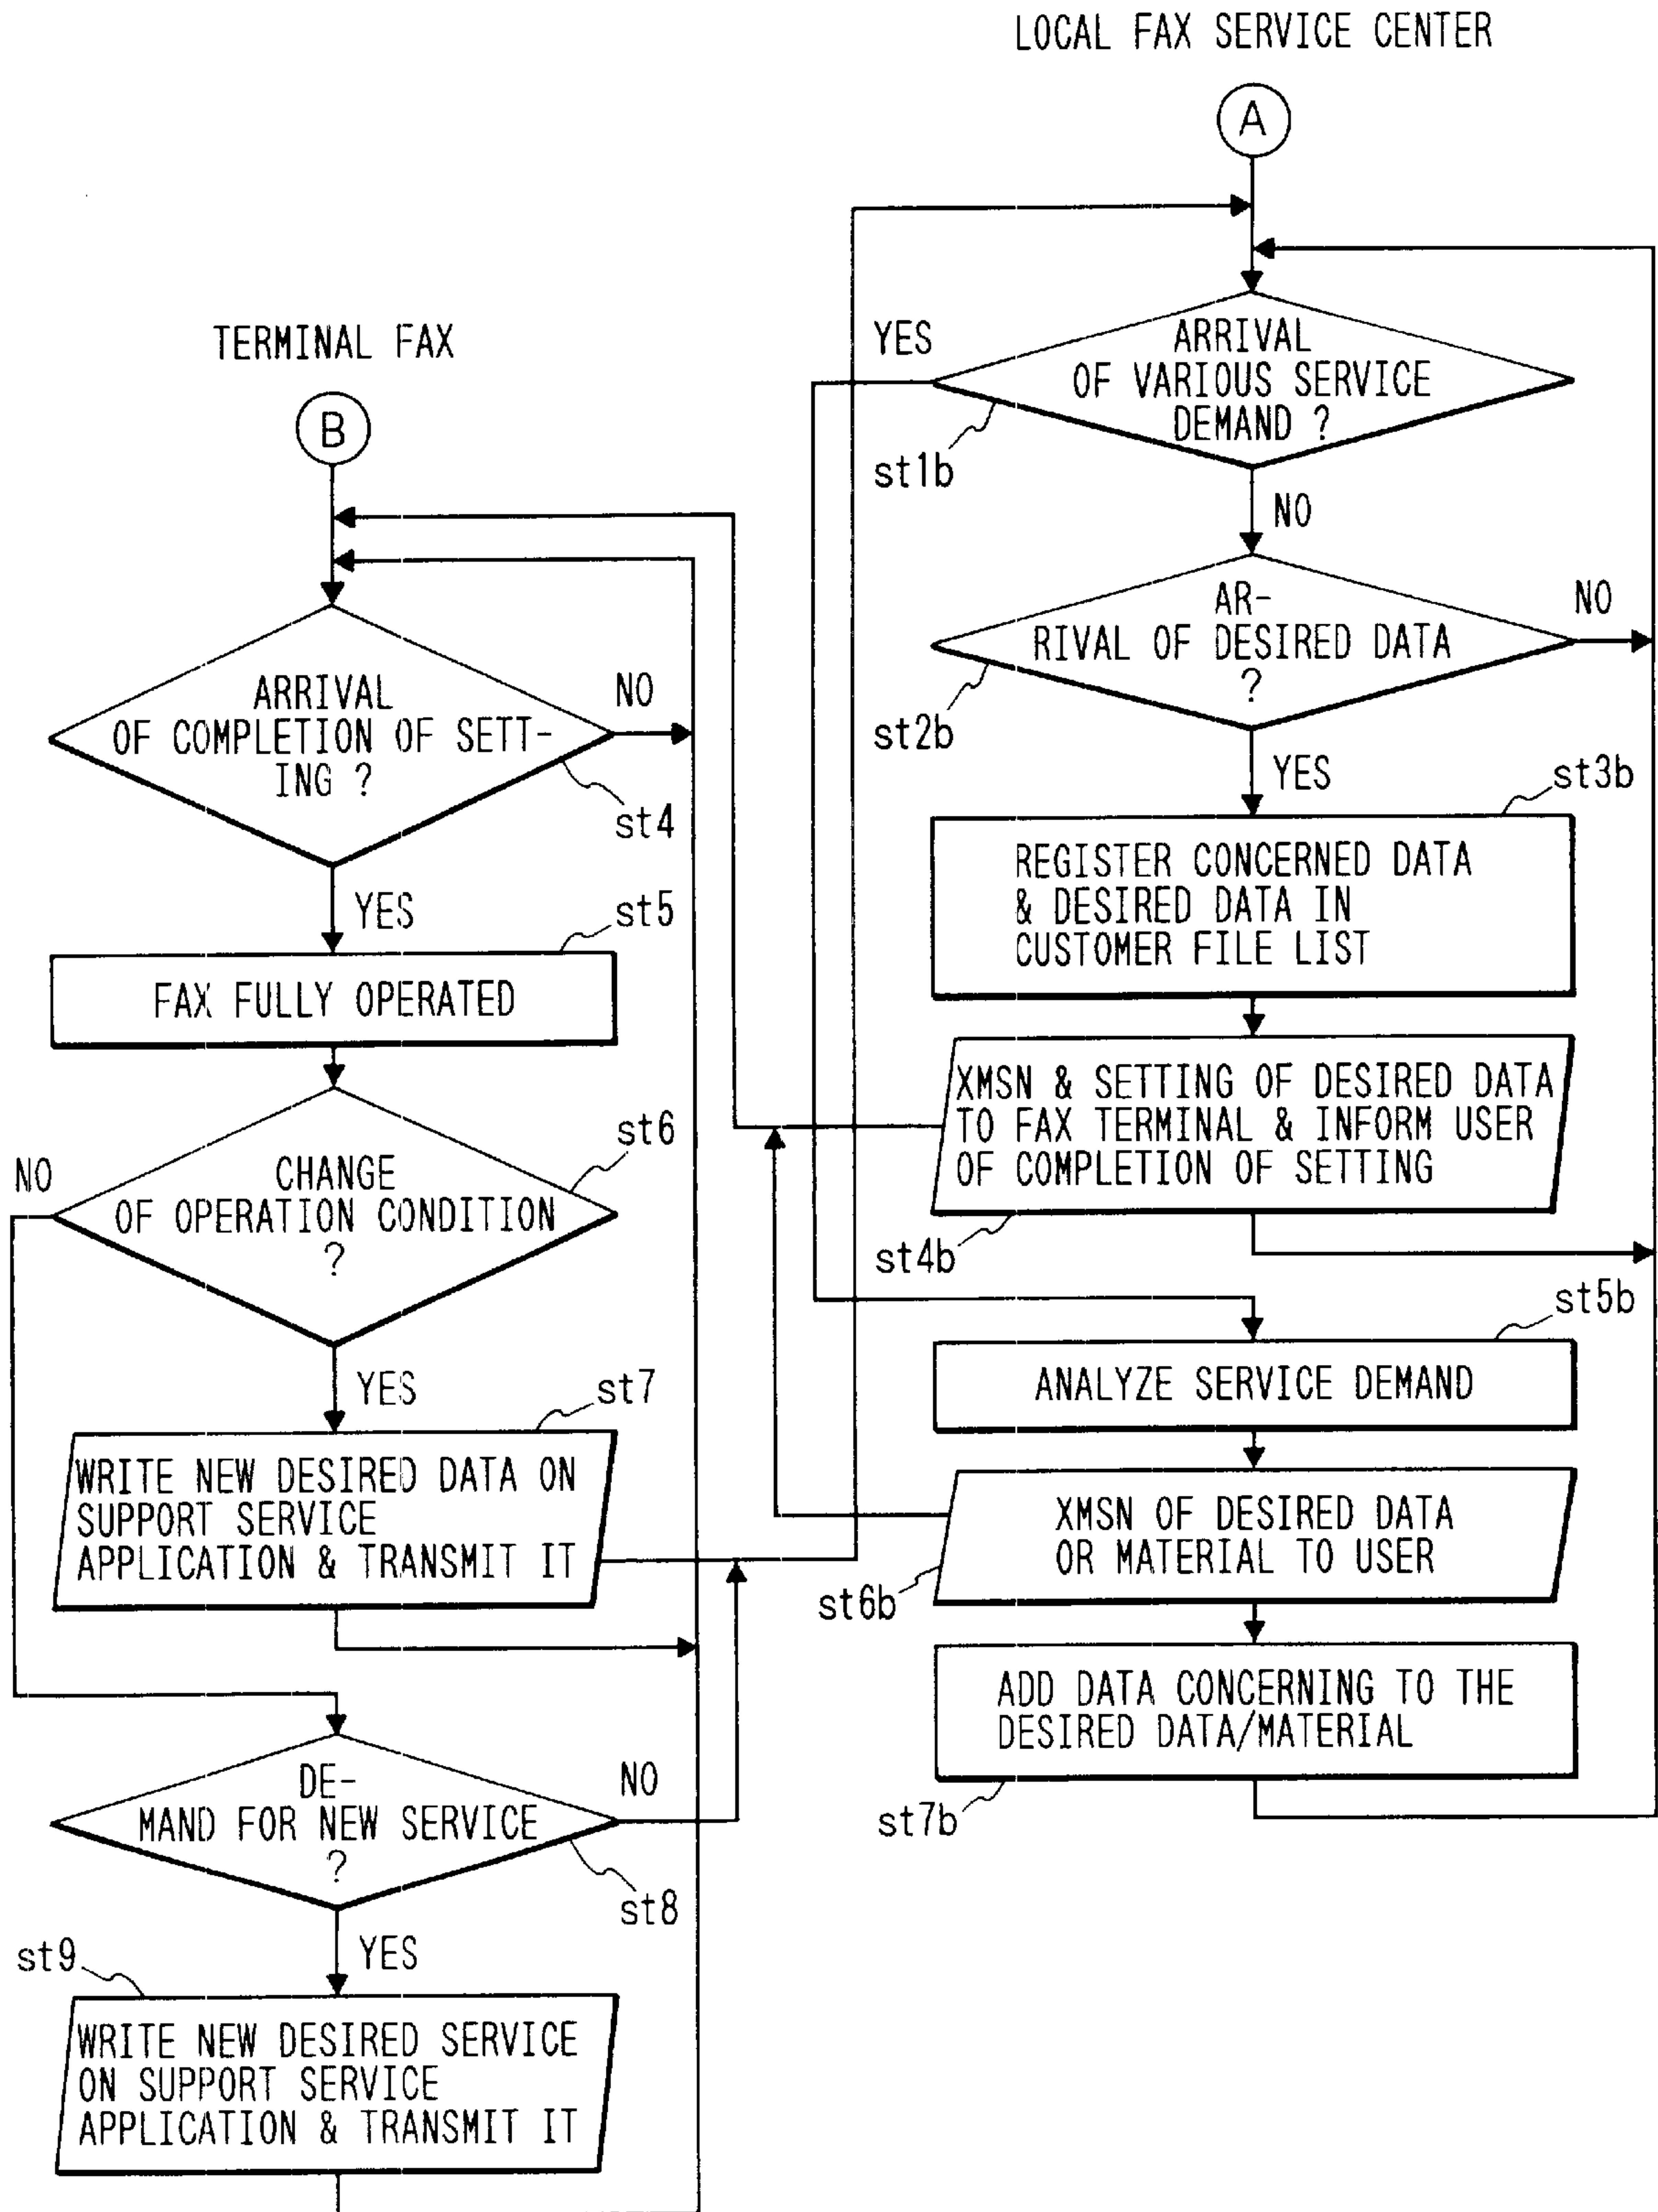 LOCAL FAX SERVICE CENTER
A
TERMINAL FAX
B
YES
ARRIVAL
OF VARIOUS SERVICE
DEMAND ?
st1b
NO
AR-
RIVAL OF DESIRED DATA
?
NO
st2b
YES
st3b
REGISTER CONCERNED DATA
& DESIRED DATA IN
CUSTOMER FILE LIST
XMSN & SETTING OF DESIRED DATA
TO FAX TERMINAL & INFORM USER
OF COMPLETION OF SETTING
st4b
st5b
ANALYZE SERVICE DEMAND
XMSN OF DESIRED DATA
OR MATERIAL TO USER
st6b
ADD DATA CONCERNING TO THE
DESIRED DATA/MATERIAL
st7b
ARRIVAL
OF COMPLETION OF SETT-
ING ?
NO
st4
YES
st5
FAX FULLY OPERATED
st6
NO
CHANGE
OF OPERATION CONDITION
?
YES
st7
WRITE NEW DESIRED DATA ON
SUPPORT SERVICE
APPLICATION & TRANSMIT IT
DE-
MAND FOR NEW SERVICE
?
NO
st8
YES
st9
WRITE NEW DESIRED SERVICE
ON SUPPORT SERVICE
APPLICATION & TRANSMIT IT